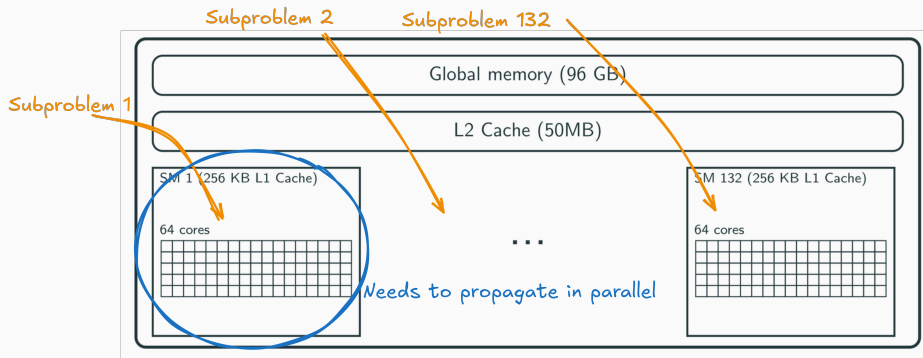 Subproblem 2
Subproblem 132
Global memory (96 GB)
Subproblem 1
L2 Cache (50MB)
SM 1 (256 KB L1 Cache)
SM 132 (256 KB L1 Cache)
64 cores
64 cores
...
Needs to propagate in parallel